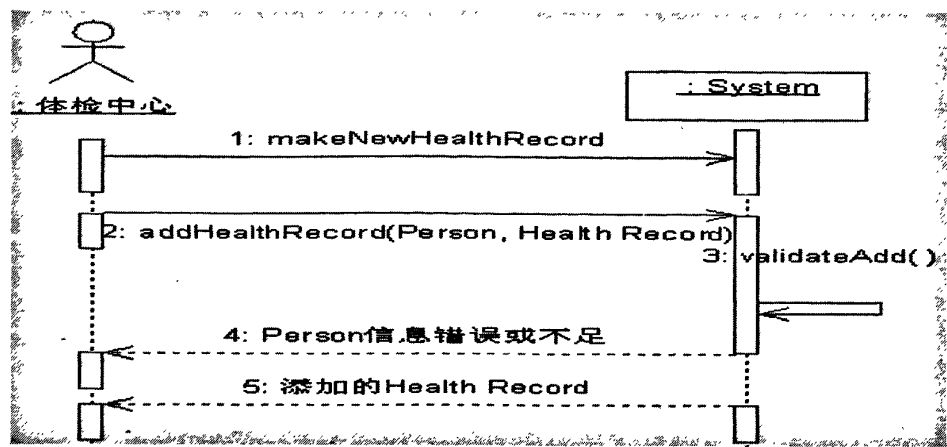 : 体检中心
: System
1: makeNewHealthRecord
2: addHealthRecord(Person, Health Record)
3: validateAdd( )
4: Person信息错误或不足
5: 添加的Health Record